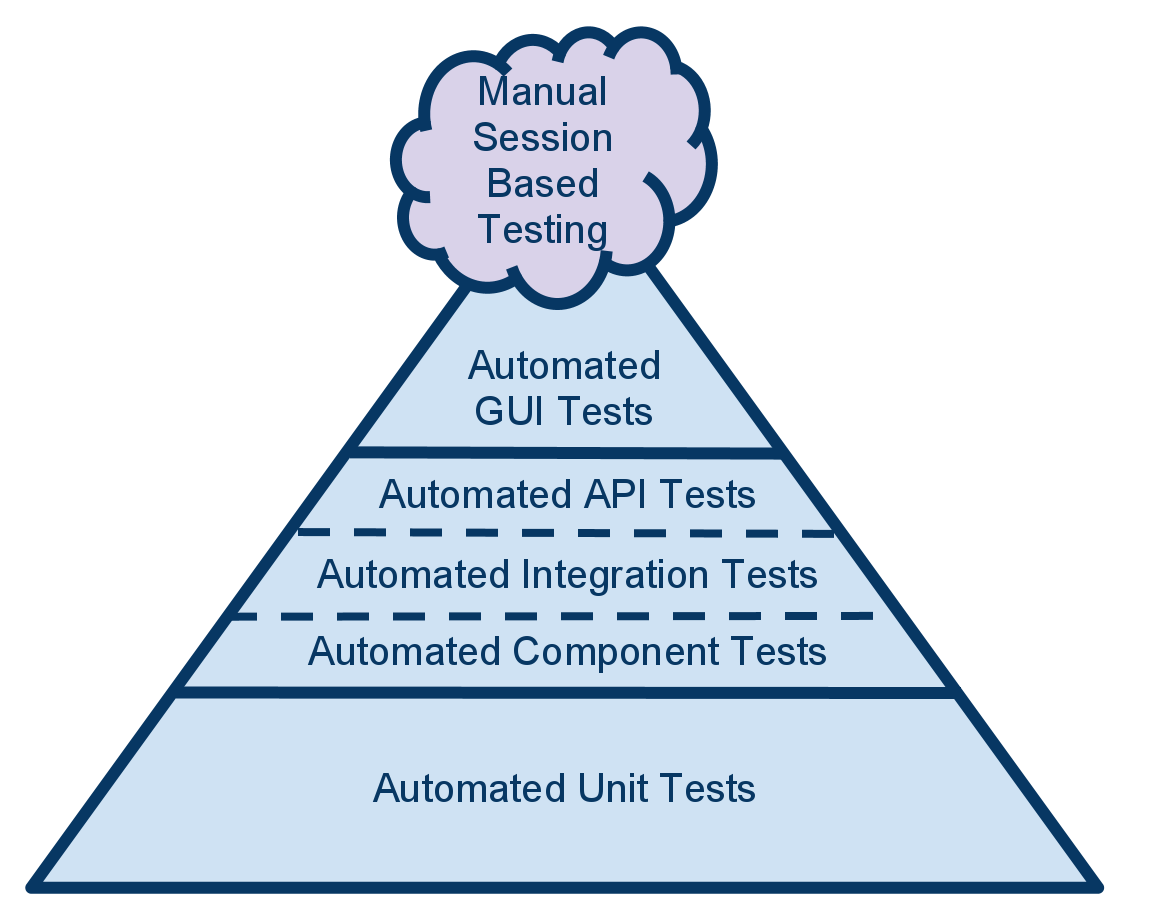 Manual
Session
Based
Testing
Automated
GUI Tests
Automated API Tests
Automated Integration Tests
Automated Component Tests
Automated Unit Tests